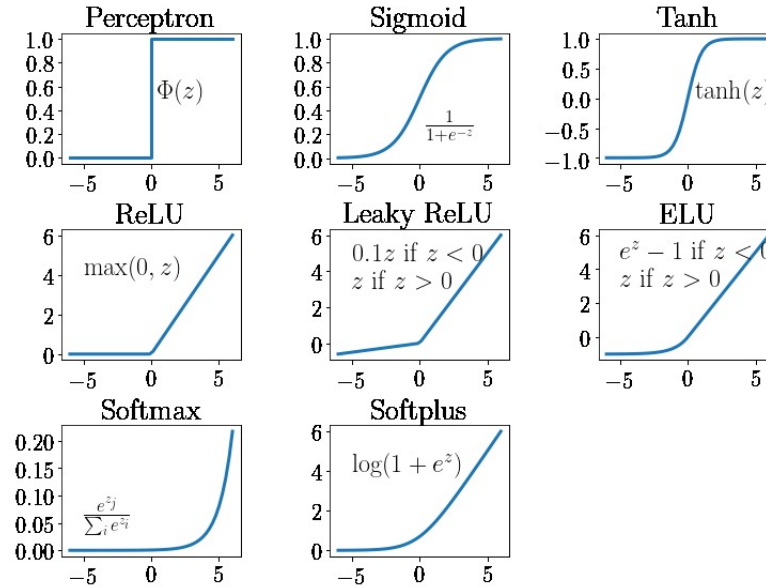 Perceptron
1.0
0.8
0.6
0.4
0.2
0.0
Φ(z)
−5 0 5
Sigmoid
1.0
0.8
0.6
0.4
0.2
0.0
1/(1+e^{−z})
−5 0 5
Tanh
1.0
0.5
0.0
−0.5
−1.0
tanh(z)
−5 0 5
ReLU
6
4
2
0
max(0, z)
−5 0 5
Leaky ReLU
6
4
2
0
0.1z if z < 0
z if z > 0
−5 0 5
ELU
6
4
2
0
e^z − 1 if z < 0
z if z > 0
−5 0 5
Softmax
0.20
0.15
0.10
0.05
0.00
e^{z_j}/∑_i e^{z_i}
−5 0 5
Softplus
6
4
2
0
log(1 + e^z)
−5 0 5